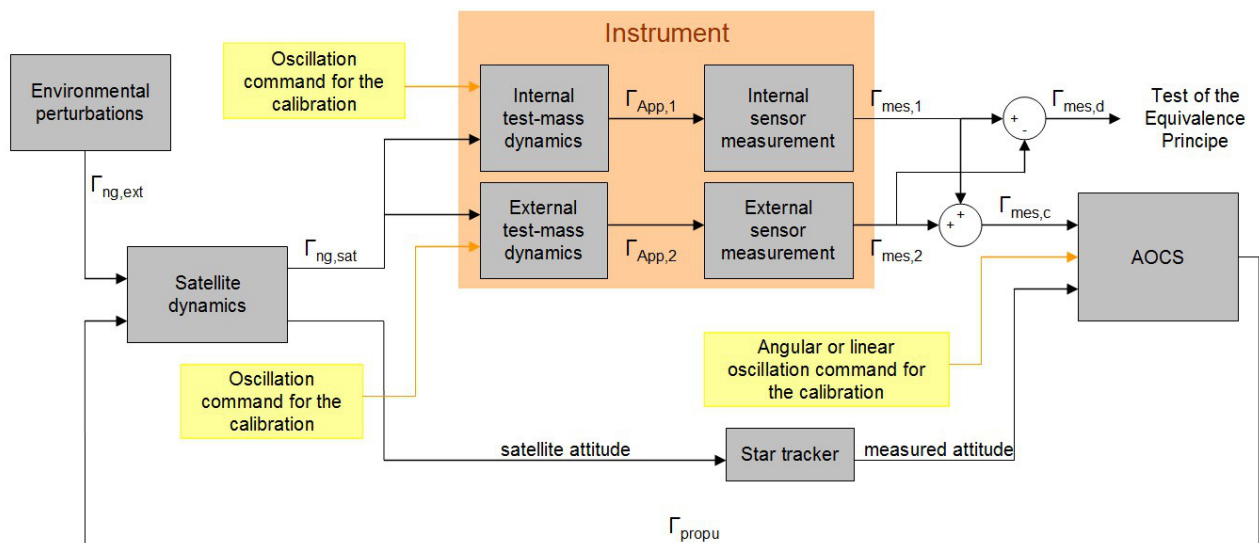 Instrument
Oscillation
command for the
calibration
Environmental
perturbations
Internal
test-mass
dynamics
ΓApp,1
Internal
sensor
measurement
Γmes,1
+
-
Γmes,d
Test of the
Equivalence
Principe
Γng,ext
External
test-mass
dynamics
ΓApp,2
External
sensor
measurement
Γmes,2
+
+
Γmes,c
Γng,sat
Satellite
dynamics
AOCS
Oscillation
command for the
calibration
Angular or linear
oscillation command for
the calibration
satellite attitude
Star tracker
measured attitude
Γpropu